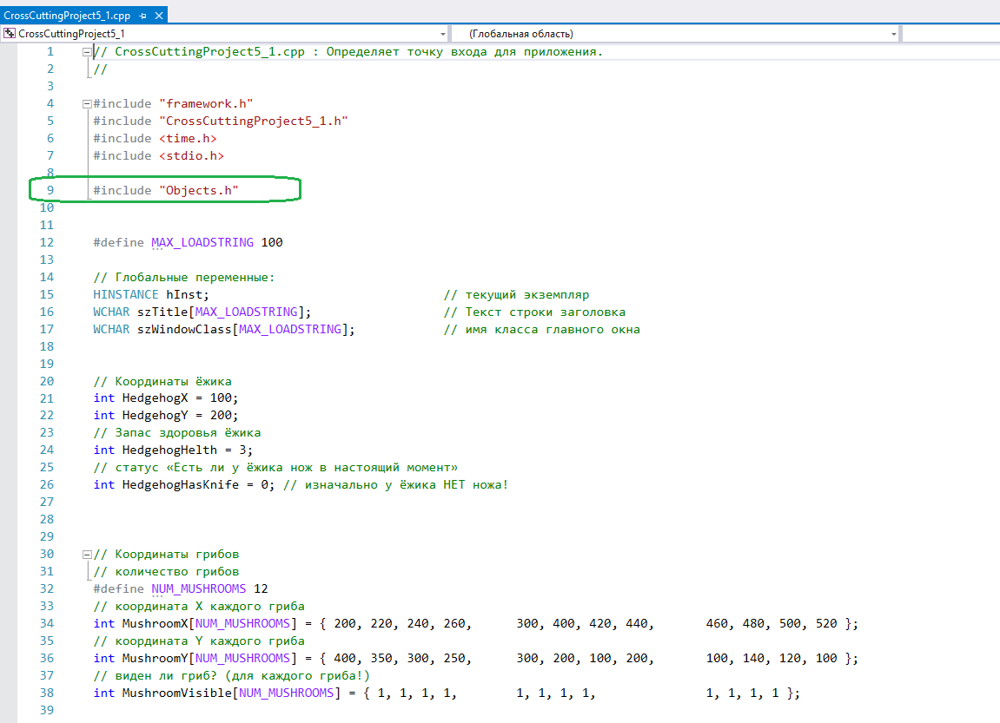 CrossCuttingProject5_1.cpp
CrossCuttingProject5_1 (Глобальная область)
1 // CrossCuttingProject5_1.cpp : Определяет точку входа для приложения.
2 //
3
4 #include "framework.h"
5 #include "CrossCuttingProject5_1.h"
6 #include <time.h>
7 #include <stdio.h>
8
9 #include "Objects.h"
10
11
12 #define MAX_LOADSTRING 100
13
14 // Глобальные переменные:
15 HINSTANCE hInst; // текущий экземпляр
16 WCHAR szTitle[MAX_LOADSTRING]; // Текст строки заголовка
17 WCHAR szWindowClass[MAX_LOADSTRING]; // имя класса главного окна
18
19
20 // Координаты ёжика
21 int HedgehogX = 100;
22 int HedgehogY = 200;
23 // Запас здоровья ёжика
24 int HedgehogHelth = 3;
25 // статус «Есть ли у ёжика нож в настоящий момент»
26 int HedgehogHasKnife = 0; // изначально у ёжика НЕТ ножа!
27
28
29
30 // Координаты грибов
31 // количество грибов
32 #define NUM_MUSHROOMS 12
33 // координата X каждого гриба
34 int MushroomX[NUM_MUSHROOMS] = { 200, 220, 240, 260, 300, 400, 420, 440, 460, 480, 500, 520 };
35 // координата Y каждого гриба
36 int MushroomY[NUM_MUSHROOMS] = { 400, 350, 300, 250, 300, 200, 100, 200, 100, 140, 120, 100 };
37 // виден ли гриб? (для каждого гриба!)
38 int MushroomVisible[NUM_MUSHROOMS] = { 1, 1, 1, 1, 1, 1, 1, 1, 1, 1, 1, 1 };
39